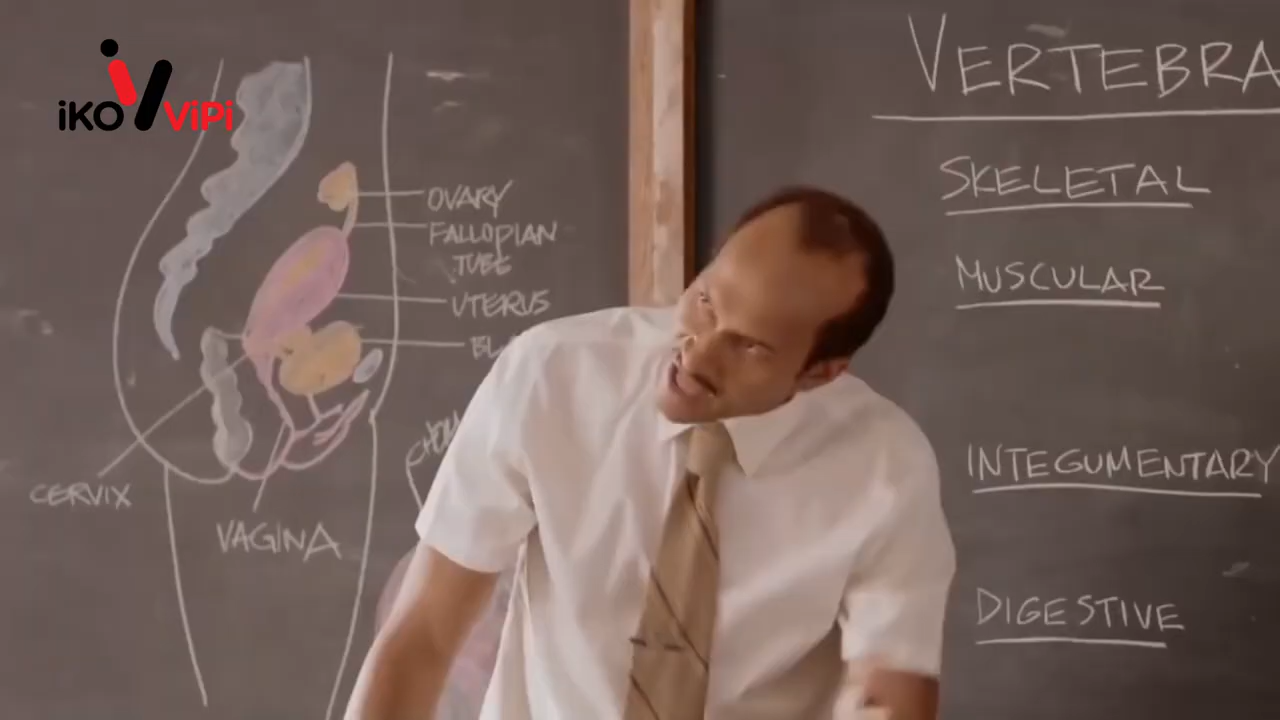 iKO ViPi
OVARY
FALLOPIAN
TUBE
UTERUS
CERVIX
VAGINA
VERTEBRA
SKELETAL
MUSCULAR
INTEGUMENTARY
DIGESTIVE